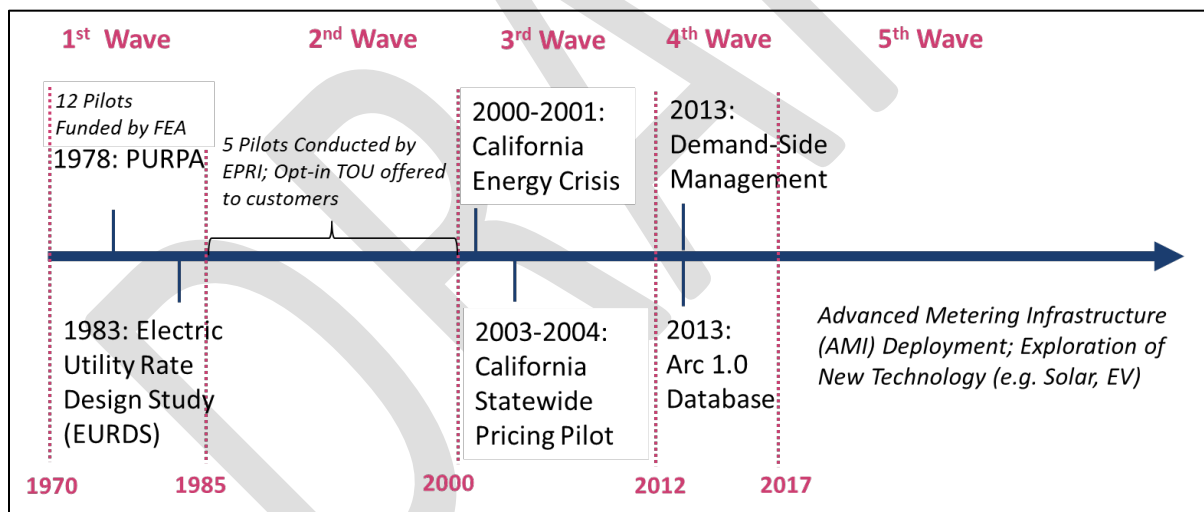 1st Wave
2nd Wave
3rd Wave
4th Wave
5th Wave
12 Pilots
Funded by FEA
1978: PURPA
5 Pilots Conducted by
EPRI; Opt-in TOU offered
to customers
2000-2001:
California
Energy Crisis
2013:
Demand-Side
Management
1983: Electric
Utility Rate
Design Study
(EURDS)
2003-2004:
California
Statewide
Pricing Pilot
2013:
Arc 1.0
Database
Advanced Metering Infrastructure
(AMI) Deployment; Exploration of
New Technology (e.g. Solar, EV)
1970
1985
2000
2012
2017
DRA